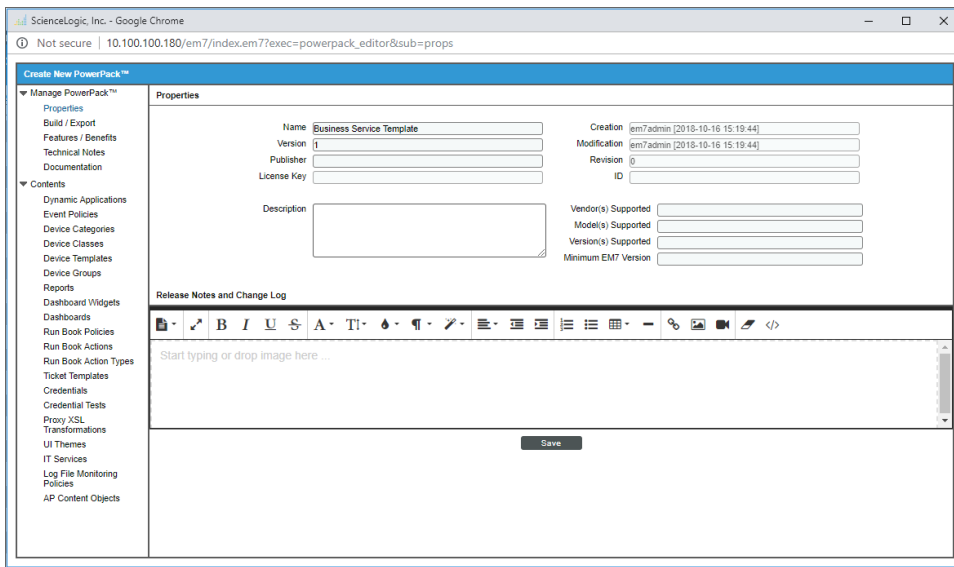 ScienceLogic, Inc. - Google Chrome
Not secure | 10.100.100.180/em7/index.em7?exec=powerpack_editor&sub=props
Create New PowerPack™
Manage PowerPack™
Properties
Build / Export
Features / Benefits
Technical Notes
Documentation
Contents
Dynamic Applications
Event Policies
Device Categories
Device Classes
Device Templates
Device Groups
Reports
Dashboard Widgets
Dashboards
Run Book Policies
Run Book Actions
Run Book Action Types
Ticket Templates
Credentials
Credential Tests
Proxy XSL
Transformations
UI Themes
IT Services
Log File Monitoring
Policies
AP Content Objects
Properties
Name Business Service Template
Version 1
Publisher
License Key
Creation em7admin [2018-10-16 15:19:44]
Modification em7admin [2018-10-16 15:19:44]
Revision 0
ID
Description
Vendor(s) Supported
Model(s) Supported
Version(s) Supported
Minimum EM7 Version
Release Notes and Change Log
B I U S A TI ¶ </>
Start typing or drop image here ...
Save